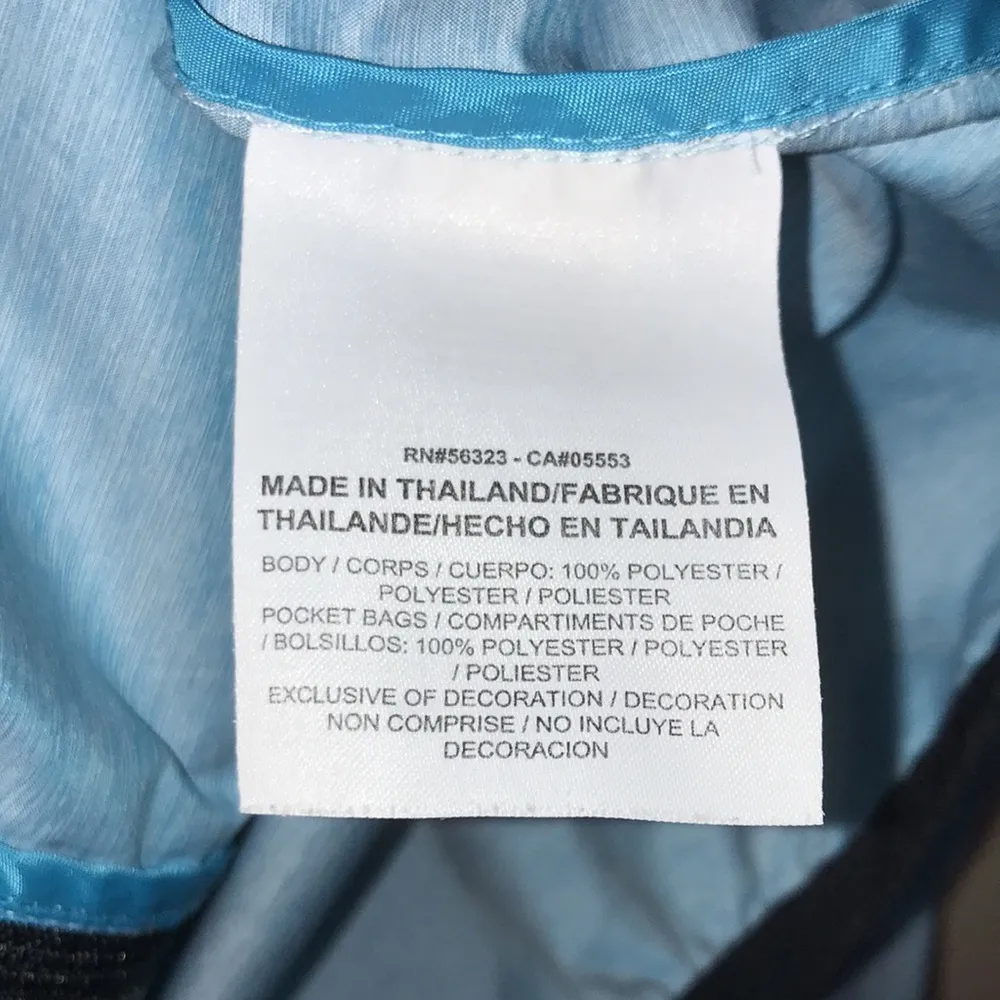 RN#56323 - CA#05553
MADE IN THAILAND/FABRIQUE EN
THAILANDE/HECHO EN TAILANDIA
BODY / CORPS / CUERPO: 100% POLYESTER /
POLYESTER / POLIESTER
POCKET BAGS / COMPARTIMENTS DE POCHE
/ BOLSILLOS: 100% POLYESTER / POLYESTER
/ POLIESTER
EXCLUSIVE OF DECORATION / DECORATION
NON COMPRISE / NO INCLUYE LA
DECORACION